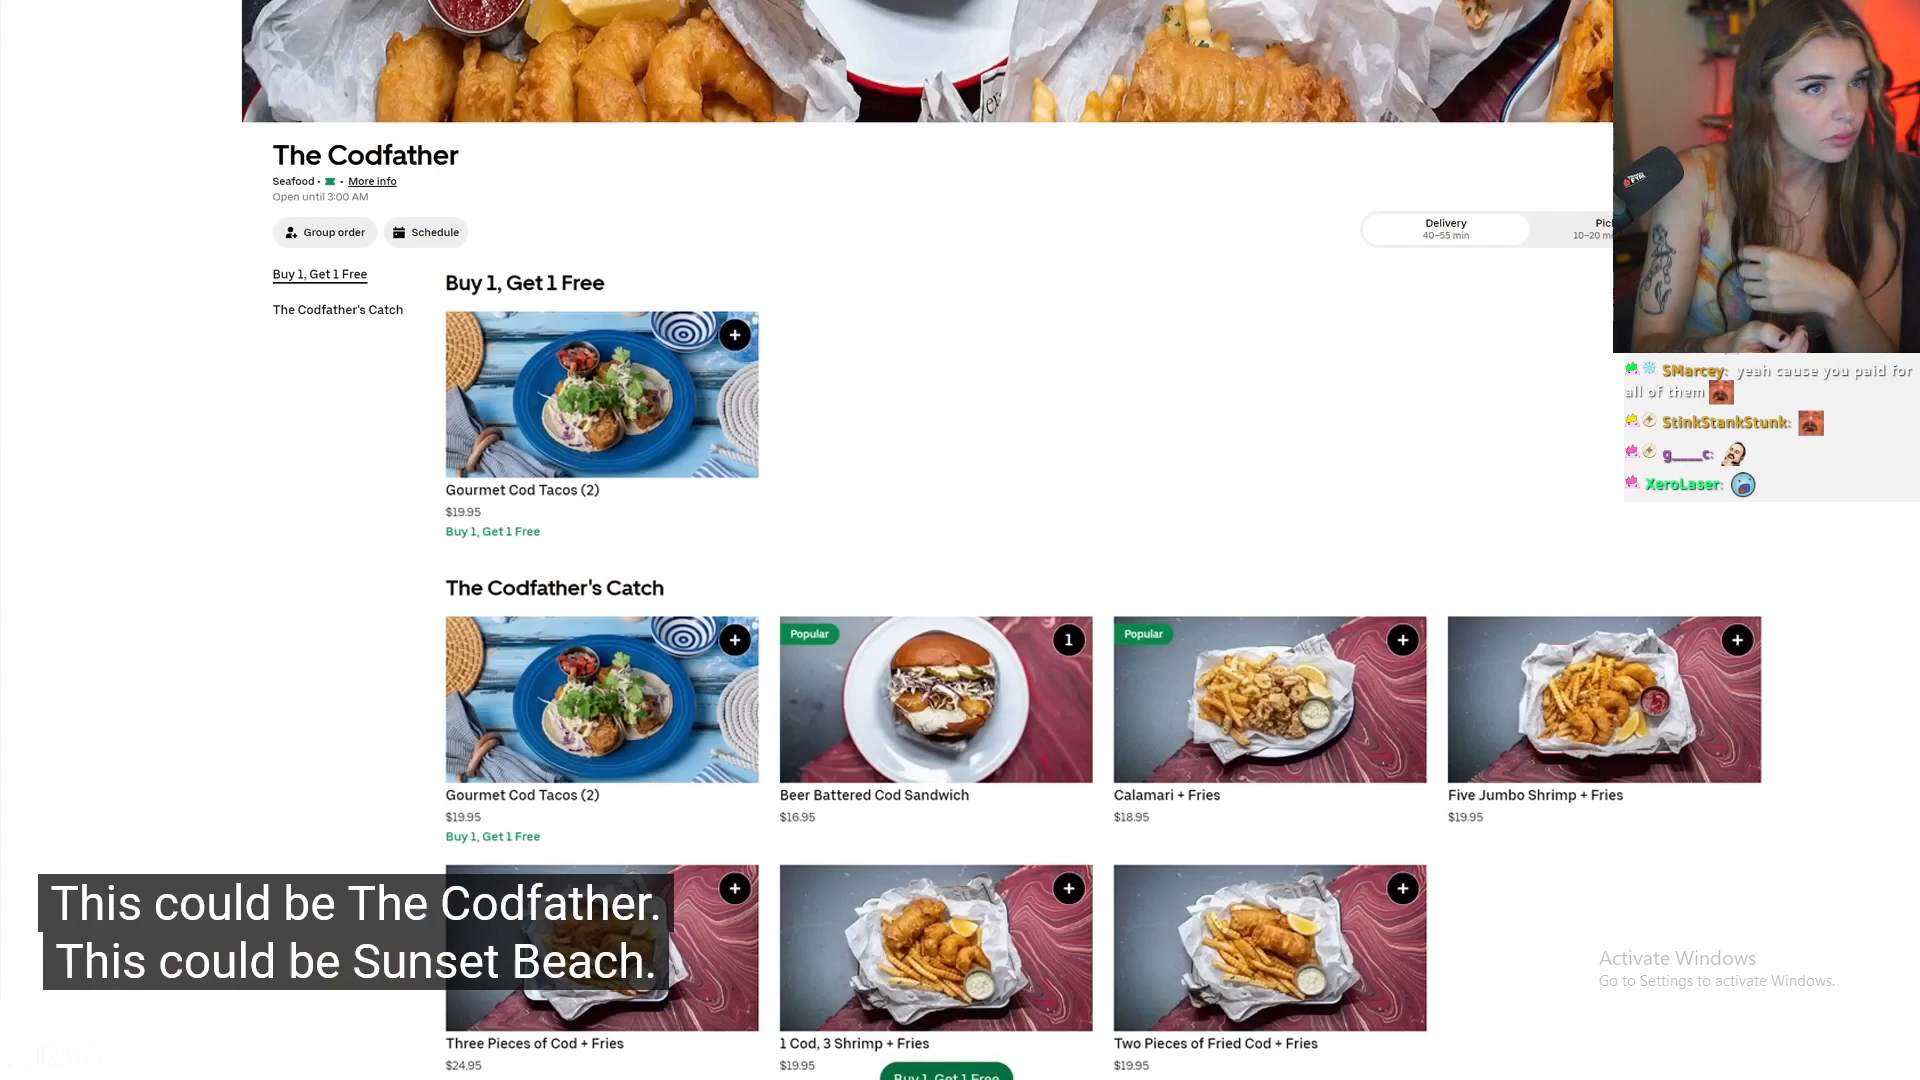 The Codfather
Seafood • • More info
Open until 3:00 AM
Group order
Schedule
Delivery
40–55 min
10–20
Buy 1, Get 1 Free
The Codfather's Catch
Buy 1, Get 1 Free
Gourmet Cod Tacos (2)
$19.95
Buy 1, Get 1 Free
The Codfather's Catch
Gourmet Cod Tacos (2)
$19.95
Buy 1, Get 1 Free
Popular
1
Beer Battered Cod Sandwich
$16.95
Popular
Calamari + Fries
$18.95
Five Jumbo Shrimp + Fries
$19.95
Three Pieces of Cod + Fries
$24.95
1 Cod, 3 Shrimp + Fries
$19.95
Two Pieces of Fried Cod + Fries
$19.95
Buy 1, Get 1 Free
SMarcey: yeah cause you paid for
all of them
StinkStankStunk:
g____c:
XeroLaser:
This could be The Codfather.
This could be Sunset Beach.
Activate Windows
Go to Settings to activate Windows.